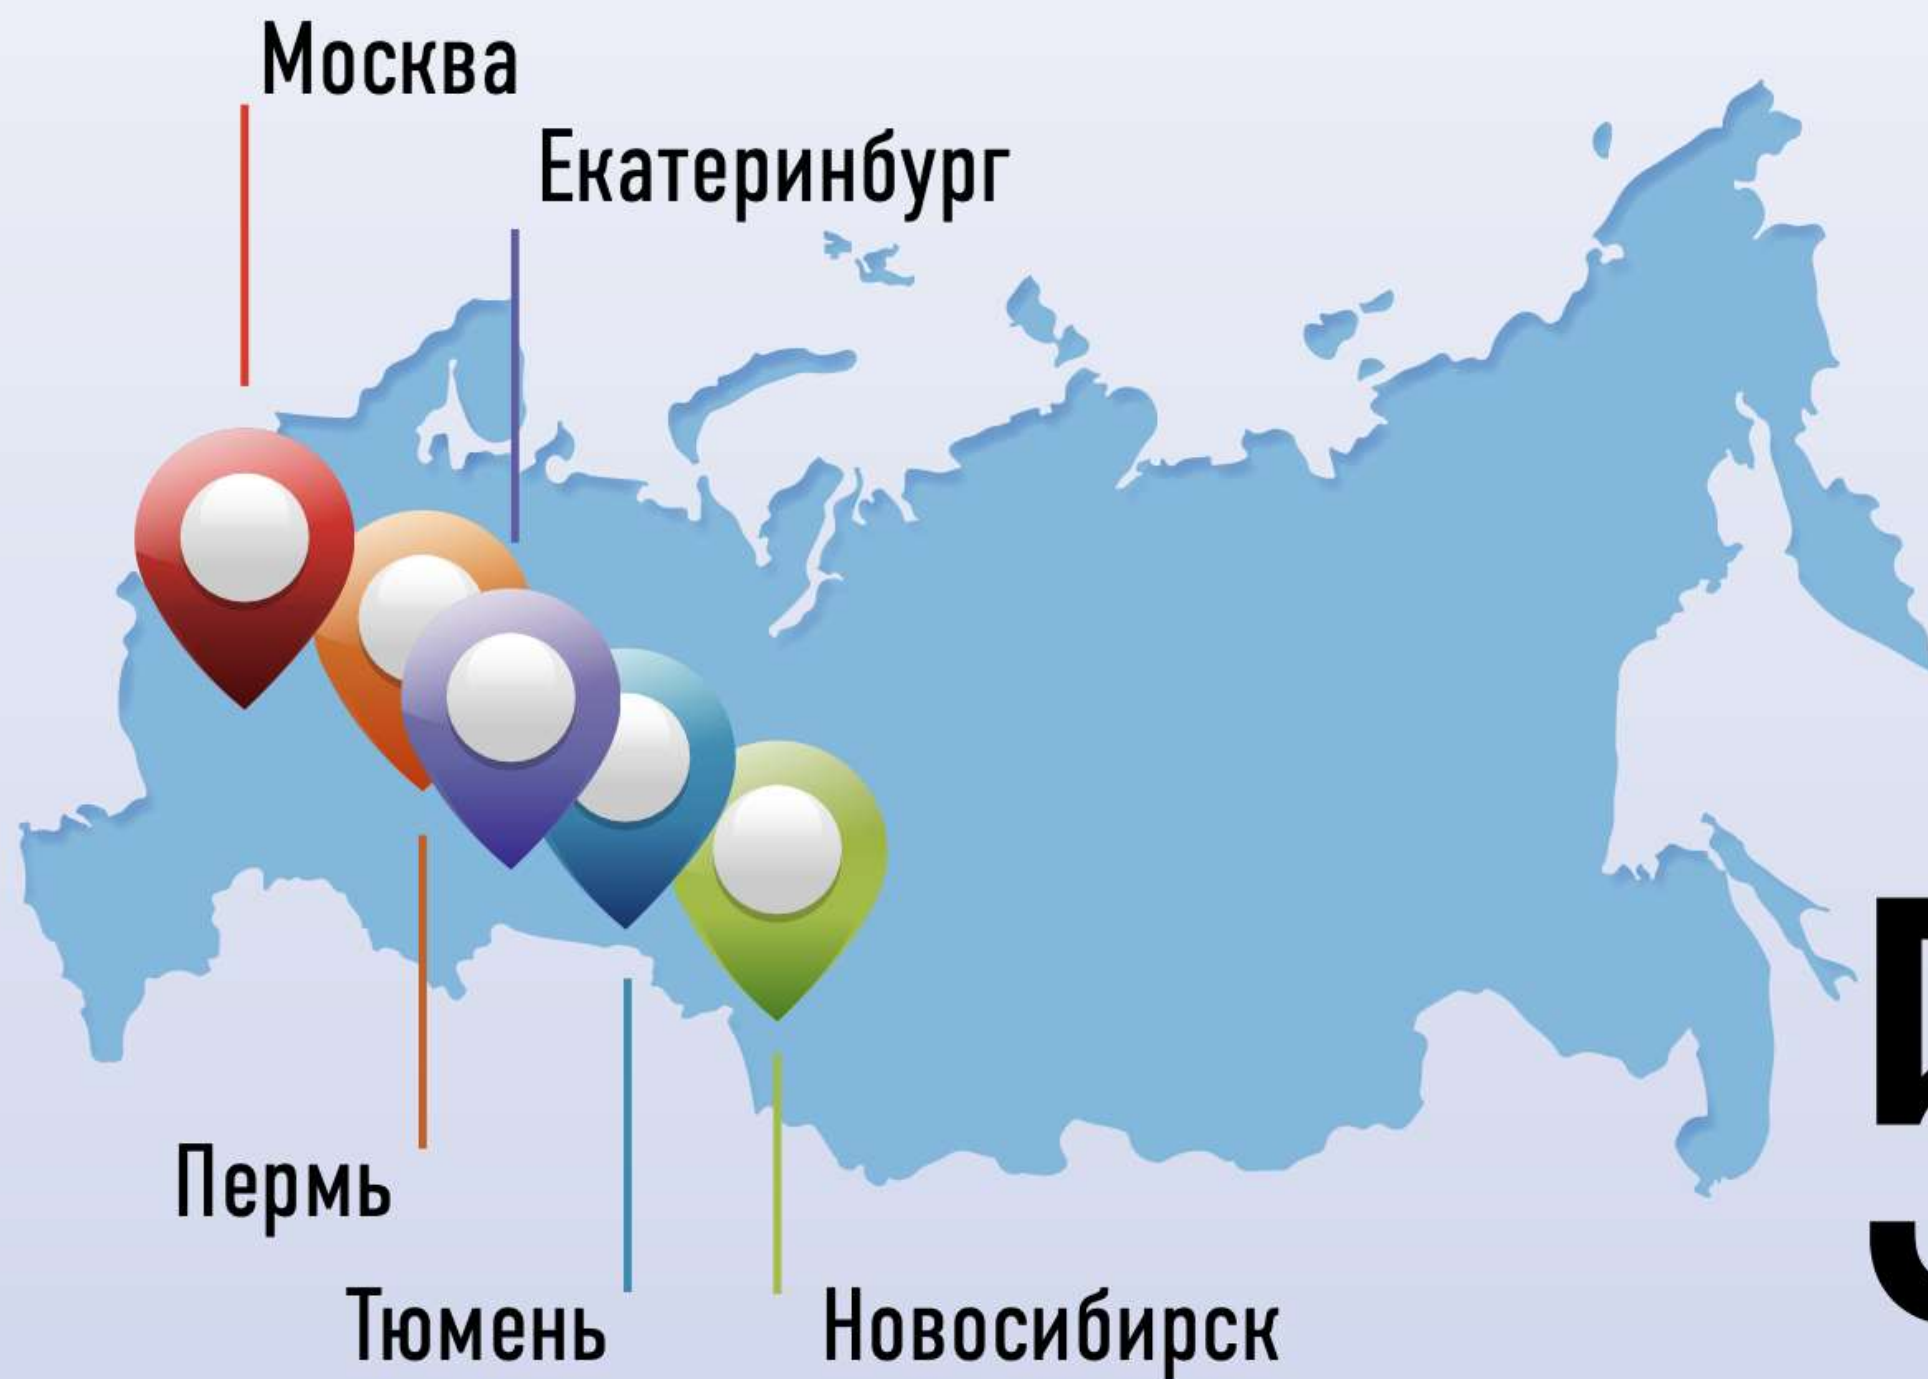 Москва
Екатеринбург
Пермь
Тюмень
Новосибирск